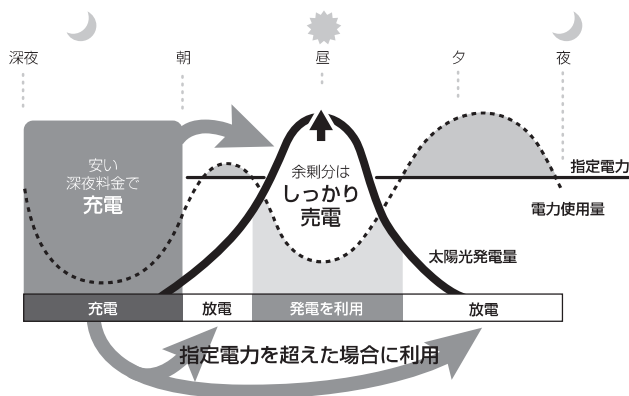 深夜
朝
昼
夕
夜
安い
深夜料金で
充電
余剰分は
しっかり
売電
指定電力
電力使用量
太陽光発電量
充電
放電
発電を利用
放電
指定電力を超えた場合に利用